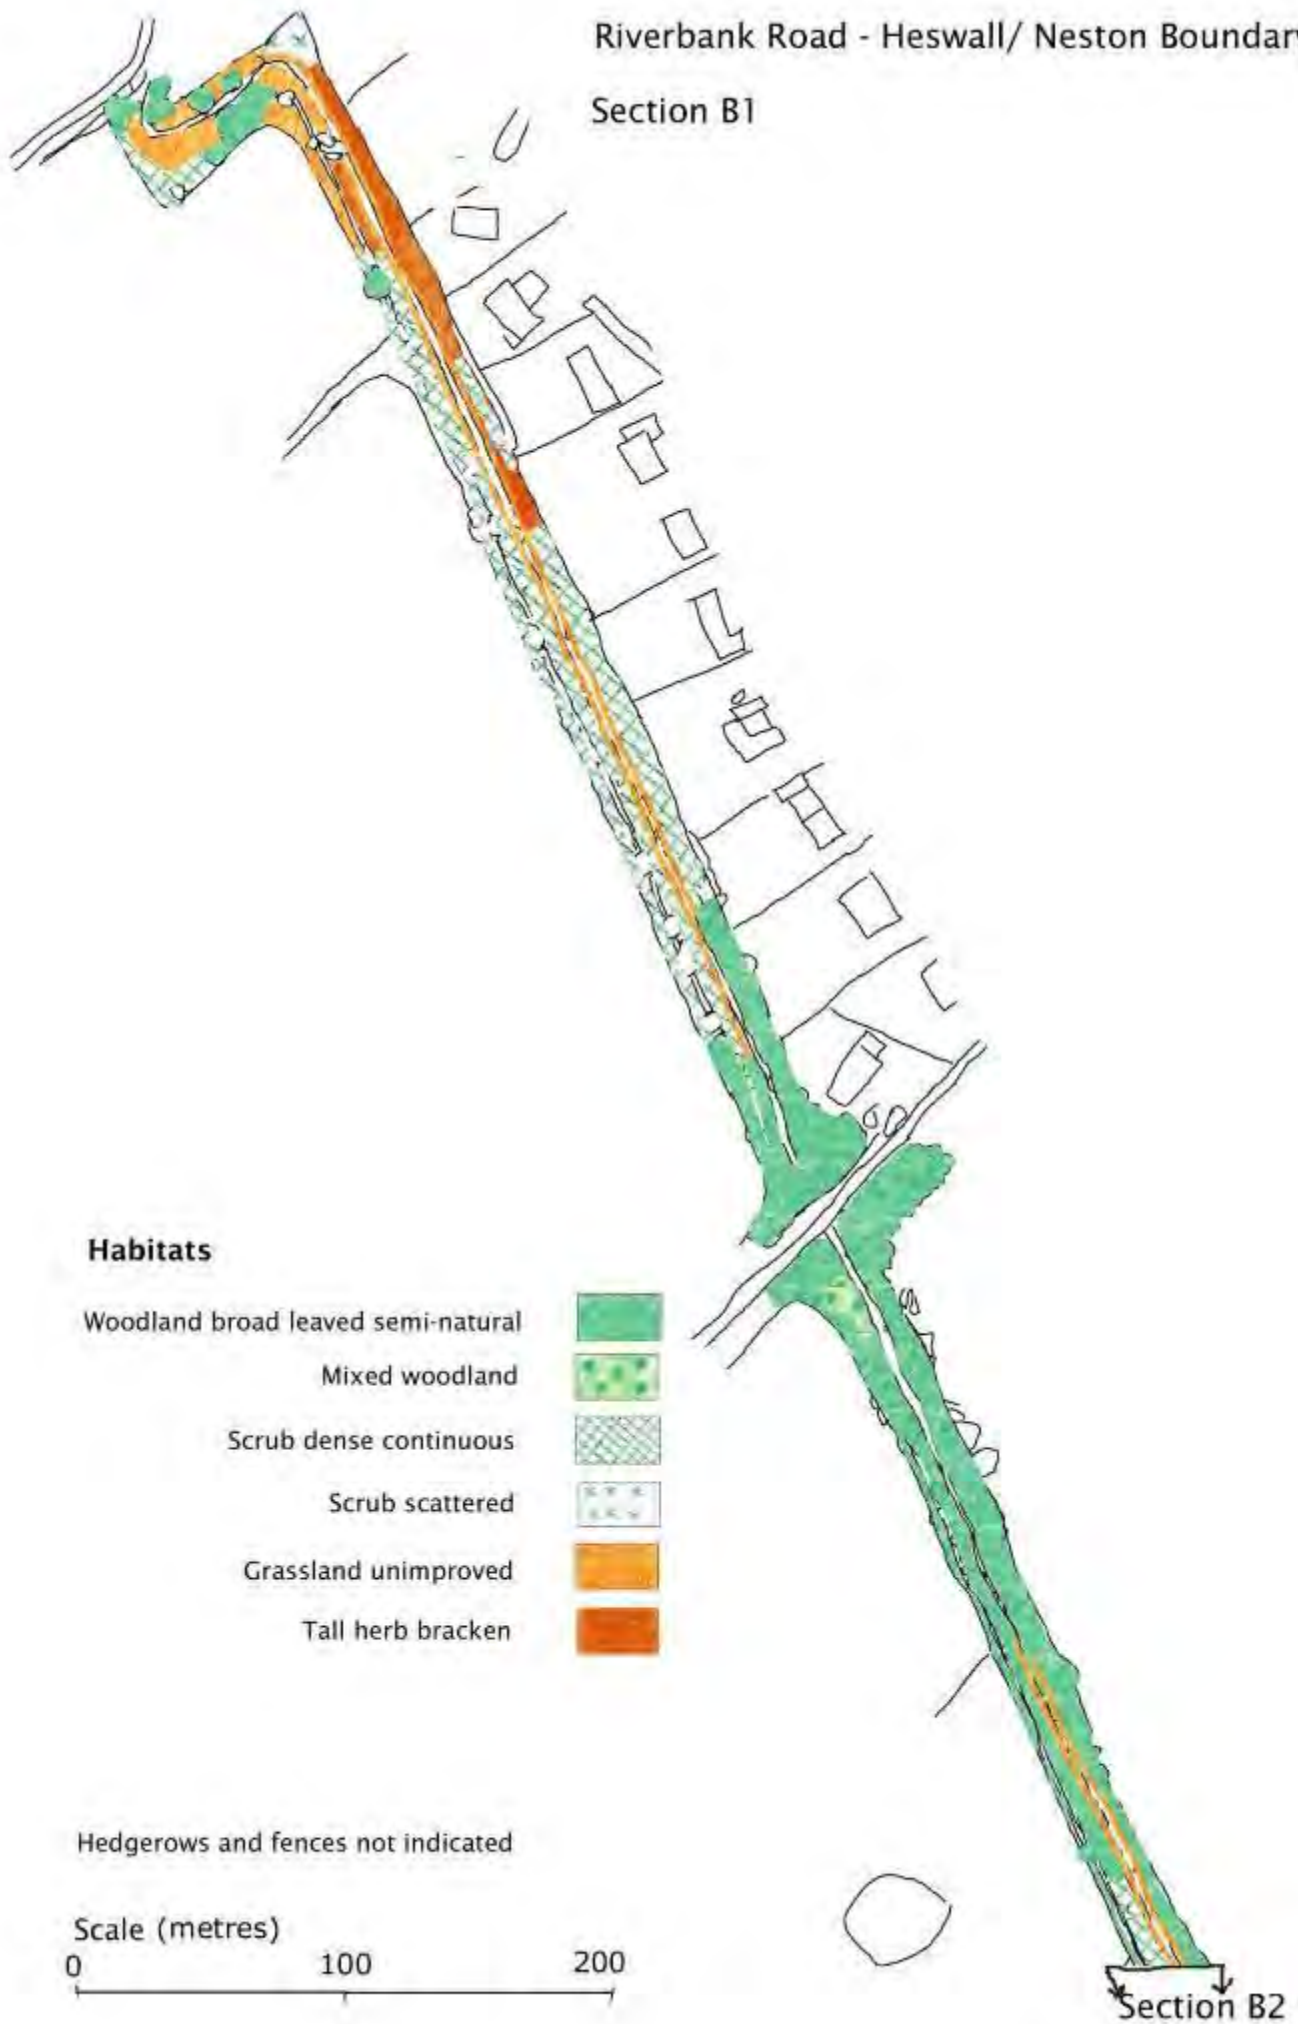 Riverbank Road - Heswall/ Neston Boundary
Section B1
Habitats
Woodland broad leaved semi-natural
Mixed woodland
Scrub dense continuous
Scrub scattered
Grassland unimproved
Tall herb bracken
Hedgerows and fences not indicated
Scale (metres)
0 100 200
Section B2